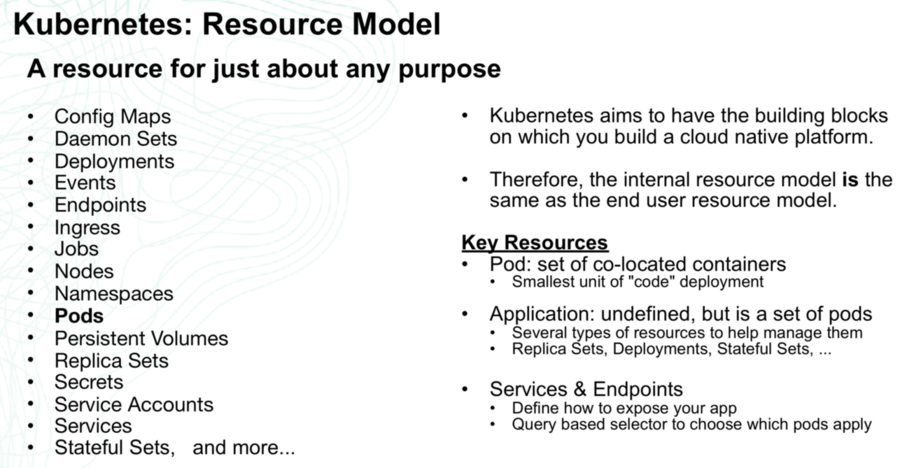 Kubernetes: Resource Model
A resource for just about any purpose
• Config Maps
• Daemon Sets
• Deployments
• Events
• Endpoints
• Ingress
• Jobs
• Nodes
• Namespaces
• Pods
• Persistent Volumes
• Replica Sets
• Secrets
• Service Accounts
• Services
• Stateful Sets, and more...
• Kubernetes aims to have the building blocks
on which you build a cloud native platform.
• Therefore, the internal resource model is the
same as the end user resource model.
Key Resources
• Pod: set of co-located containers
• Smallest unit of "code" deployment
• Application: undefined, but is a set of pods
• Several types of resources to help manage them
• Replica Sets, Deployments, Stateful Sets, ...
• Services & Endpoints
• Define how to expose your app
• Query based selector to choose which pods apply